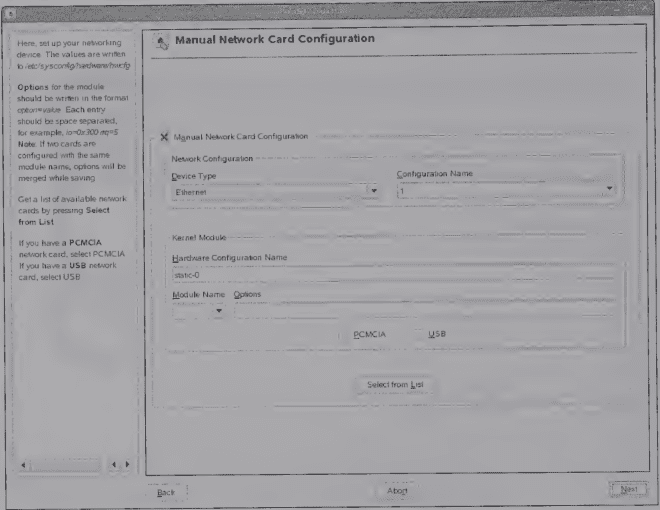 Here, set up your networking
device. The values are written
to /etc/sysconfig/hardware/hwcfg
Options for the module
should be written in the format
option=value. Each entry
should be space separated,
for example, io=0x300 irq=5.
Note: If two cards are
configured with the same
module name, options will be
merged while saving.
Get a list of available network
cards by pressing Select
from List.
If you have a PCMCIA
network card, select PCMCIA.
If you have a USB network
card, select USB.
Manual Network Card Configuration
Manual Network Card Configuration
Network Configuration
Device Type
Configuration Name
Ethernet
1
Kernel Module
Hardware Configuration Name
static-0
Module Name Options
PCMCIA
USB
Select from List
Back
Abort
Next